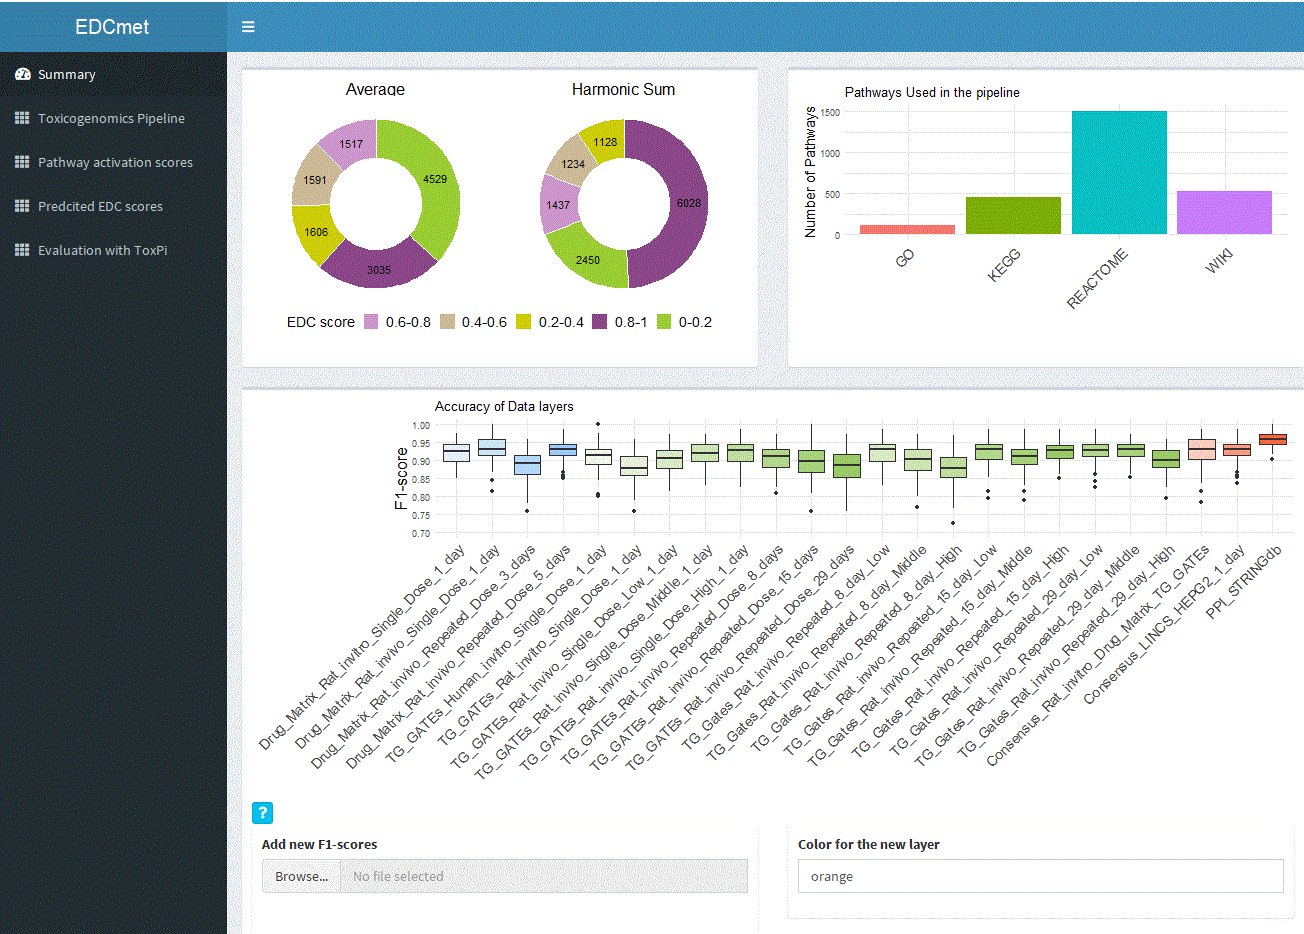 EDCmet
Summary
Toxicogenomics Pipeline
Pathway activation scores
Predcited EDC scores
Evaluation with ToxPi
Average
Harmonic Sum
1517
4529
1591
1606
3035
1128
1234
1437
6028
2450
EDC score
0.6-0.8
0.4-0.6
0.2-0.4
0.8-1
0-0.2
Pathways Used in the pipeline
Number of Pathways
1500
1000
500
0
GO
KEGG
REACTOME
WIKI
Accuracy of Data layers
F1-score
1.00
0.95
0.90
0.85
0.80
0.75
0.70
Drug_Matrix_Rat_invitro_Single_Dose_1_day
Drug_Matrix_Rat_invivo_Single_Dose_1_day
Drug_Matrix_Rat_invivo_Repeated_Dose_3_days
Drug_Matrix_Rat_invivo_Repeated_Dose_5_days
TG_GATEs_Human_invitro_Single_Dose_1_day
TG_GATEs_Rat_invitro_Single_Dose_1_day
TG_GATEs_Rat_invivo_Single_Dose_Low_1_day
TG_GATEs_Rat_invivo_Single_Dose_Middle_1_day
TG_GATEs_Rat_invivo_Single_Dose_High_1_day
TG_GATEs_Rat_invivo_Repeated_Dose_8_days
TG_GATEs_Rat_invivo_Repeated_Dose_15_days
TG_GATEs_Rat_invivo_Repeated_Dose_29_days
TG_Gates_Rat_invivo_Repeated_8_day_Low
TG_Gates_Rat_invivo_Repeated_8_day_Middle
TG_Gates_Rat_invivo_Repeated_8_day_High
TG_Gates_Rat_invivo_Repeated_15_day_Low
TG_Gates_Rat_invivo_Repeated_15_day_Middle
TG_Gates_Rat_invivo_Repeated_15_day_High
TG_Gates_Rat_invivo_Repeated_29_day_Low
TG_Gates_Rat_invivo_Repeated_29_day_Middle
TG_Gates_Rat_invivo_Repeated_29_day_High
Consensus_Rat_invitro_Drug_Matrix_TG_GATEs
Consensus_LINCS_HEPG2_1_day
PPI_STRINGdb
?
Add new F1-scores
Browse...
No file selected
Color for the new layer
orange